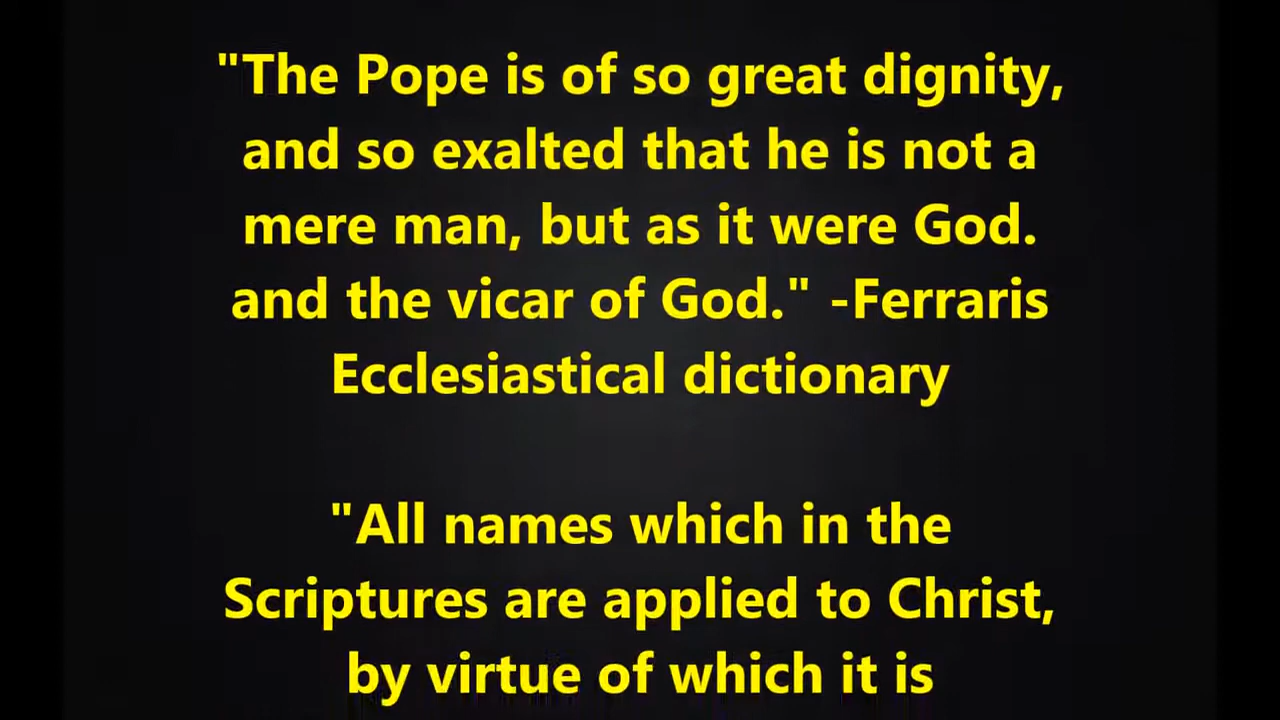 "The Pope is of so great dignity,
and so exalted that he is not a
mere man, but as it were God.
and the vicar of God." -Ferraris
Ecclesiastical dictionary
"All names which in the
Scriptures are applied to Christ,
by virtue of which it is